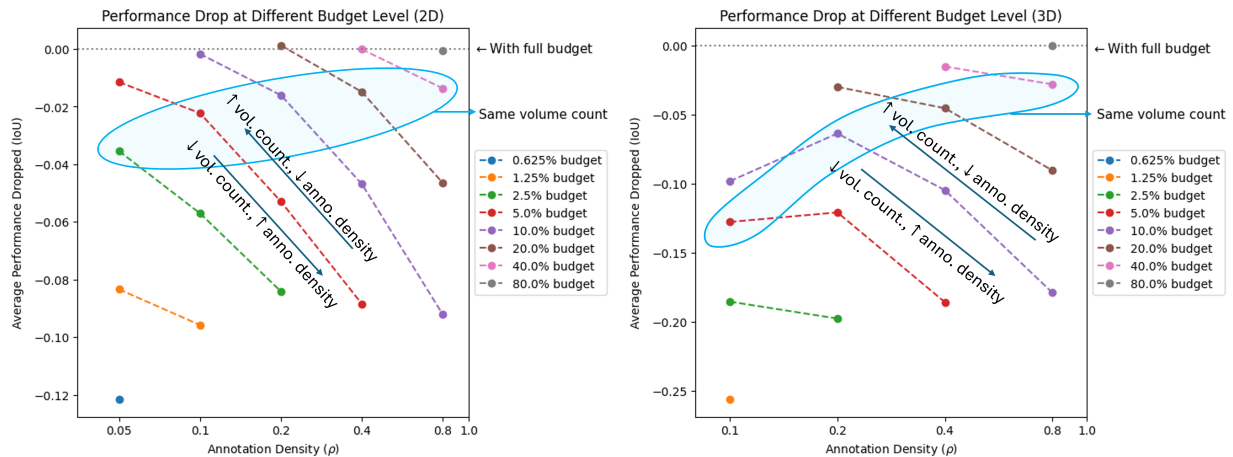 Performance Drop at Different Budget Level (2D)
Average Performance Dropped (IoU)
0.00
−0.02
−0.04
−0.06
−0.08
−0.10
−0.12
0.05
0.1
0.2
0.4
0.8
1.0
Annotation Density (ρ)
↑ vol. count., ↓ anno. density
↓ vol. count., ↑ anno. density
← With full budget
Same volume count
0.625% budget
1.25% budget
2.5% budget
5.0% budget
10.0% budget
20.0% budget
40.0% budget
80.0% budget
Performance Drop at Different Budget Level (3D)
Average Performance Dropped (IoU)
0.00
−0.05
−0.10
−0.15
−0.20
−0.25
0.1
0.2
0.4
0.8
1.0
Annotation Density (ρ)
↑ vol. count., ↓ anno. density
↓ vol. count., ↑ anno. density
← With full budget
Same volume count
0.625% budget
1.25% budget
2.5% budget
5.0% budget
10.0% budget
20.0% budget
40.0% budget
80.0% budget